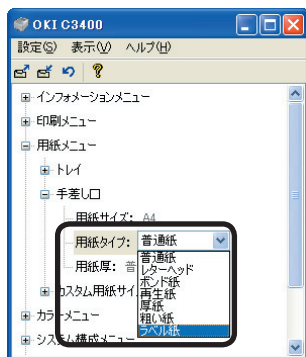 OKI C3400
設定(S) 表示(V) ヘルプ(H)
インフォメーションメニュー
印刷メニュー
用紙メニュー
トレイ
手差し口
用紙サイズ: A4
用紙タイプ: 普通紙
普通紙
レターヘッド
ボンド紙
再生紙
厚紙
粗い紙
ラベル紙
用紙厚: 普
カスタム用紙サイ
カラーメニュー
システム構成メニュー